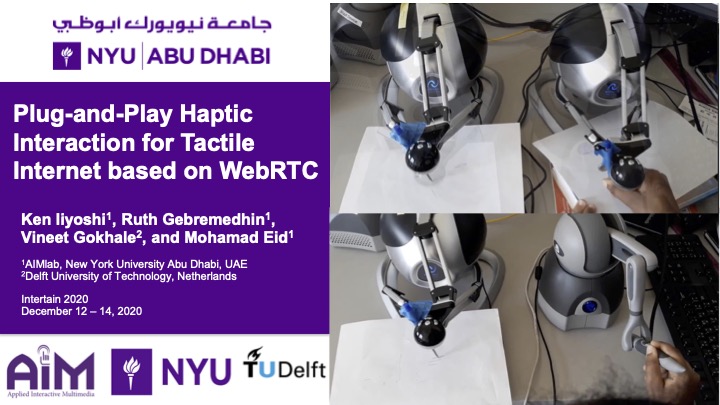 جامعـة نيويورك أبوظبي
NYU | ABU DHABI
Plug-and-Play Haptic
Interaction for Tactile
Internet based on WebRTC
Ken Iiyoshi¹, Ruth Gebremedhin¹,
Vineet Gokhale², and Mohamad Eid¹
¹AIMlab, New York University Abu Dhabi, UAE
²Delft University of Technology, Netherlands
Intertain 2020
December 12 – 14, 2020
AiM
Applied Interactive Multimedia
NYU
TUDelft